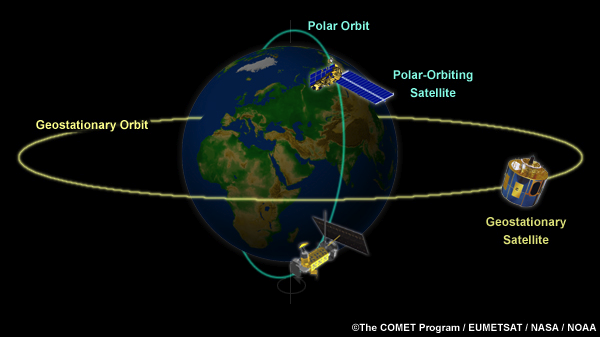 Polar Orbit
Polar-Orbiting
Satellite
Geostationary Orbit
Geostationary
Satellite
©The COMET Program / EUMETSAT / NASA / NOAA